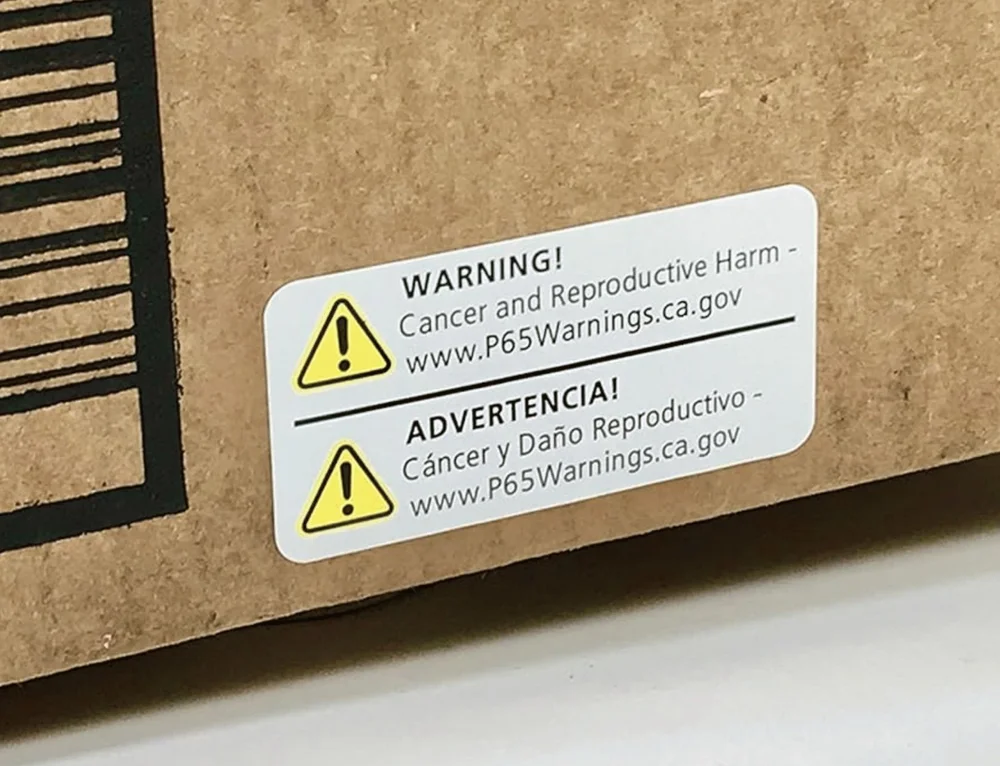 WARNING!
Cancer and Reproductive Harm -
www.P65Warnings.ca.gov
ADVERTENCIA!
Cáncer y Daño Reproductivo -
www.P65Warnings.ca.gov